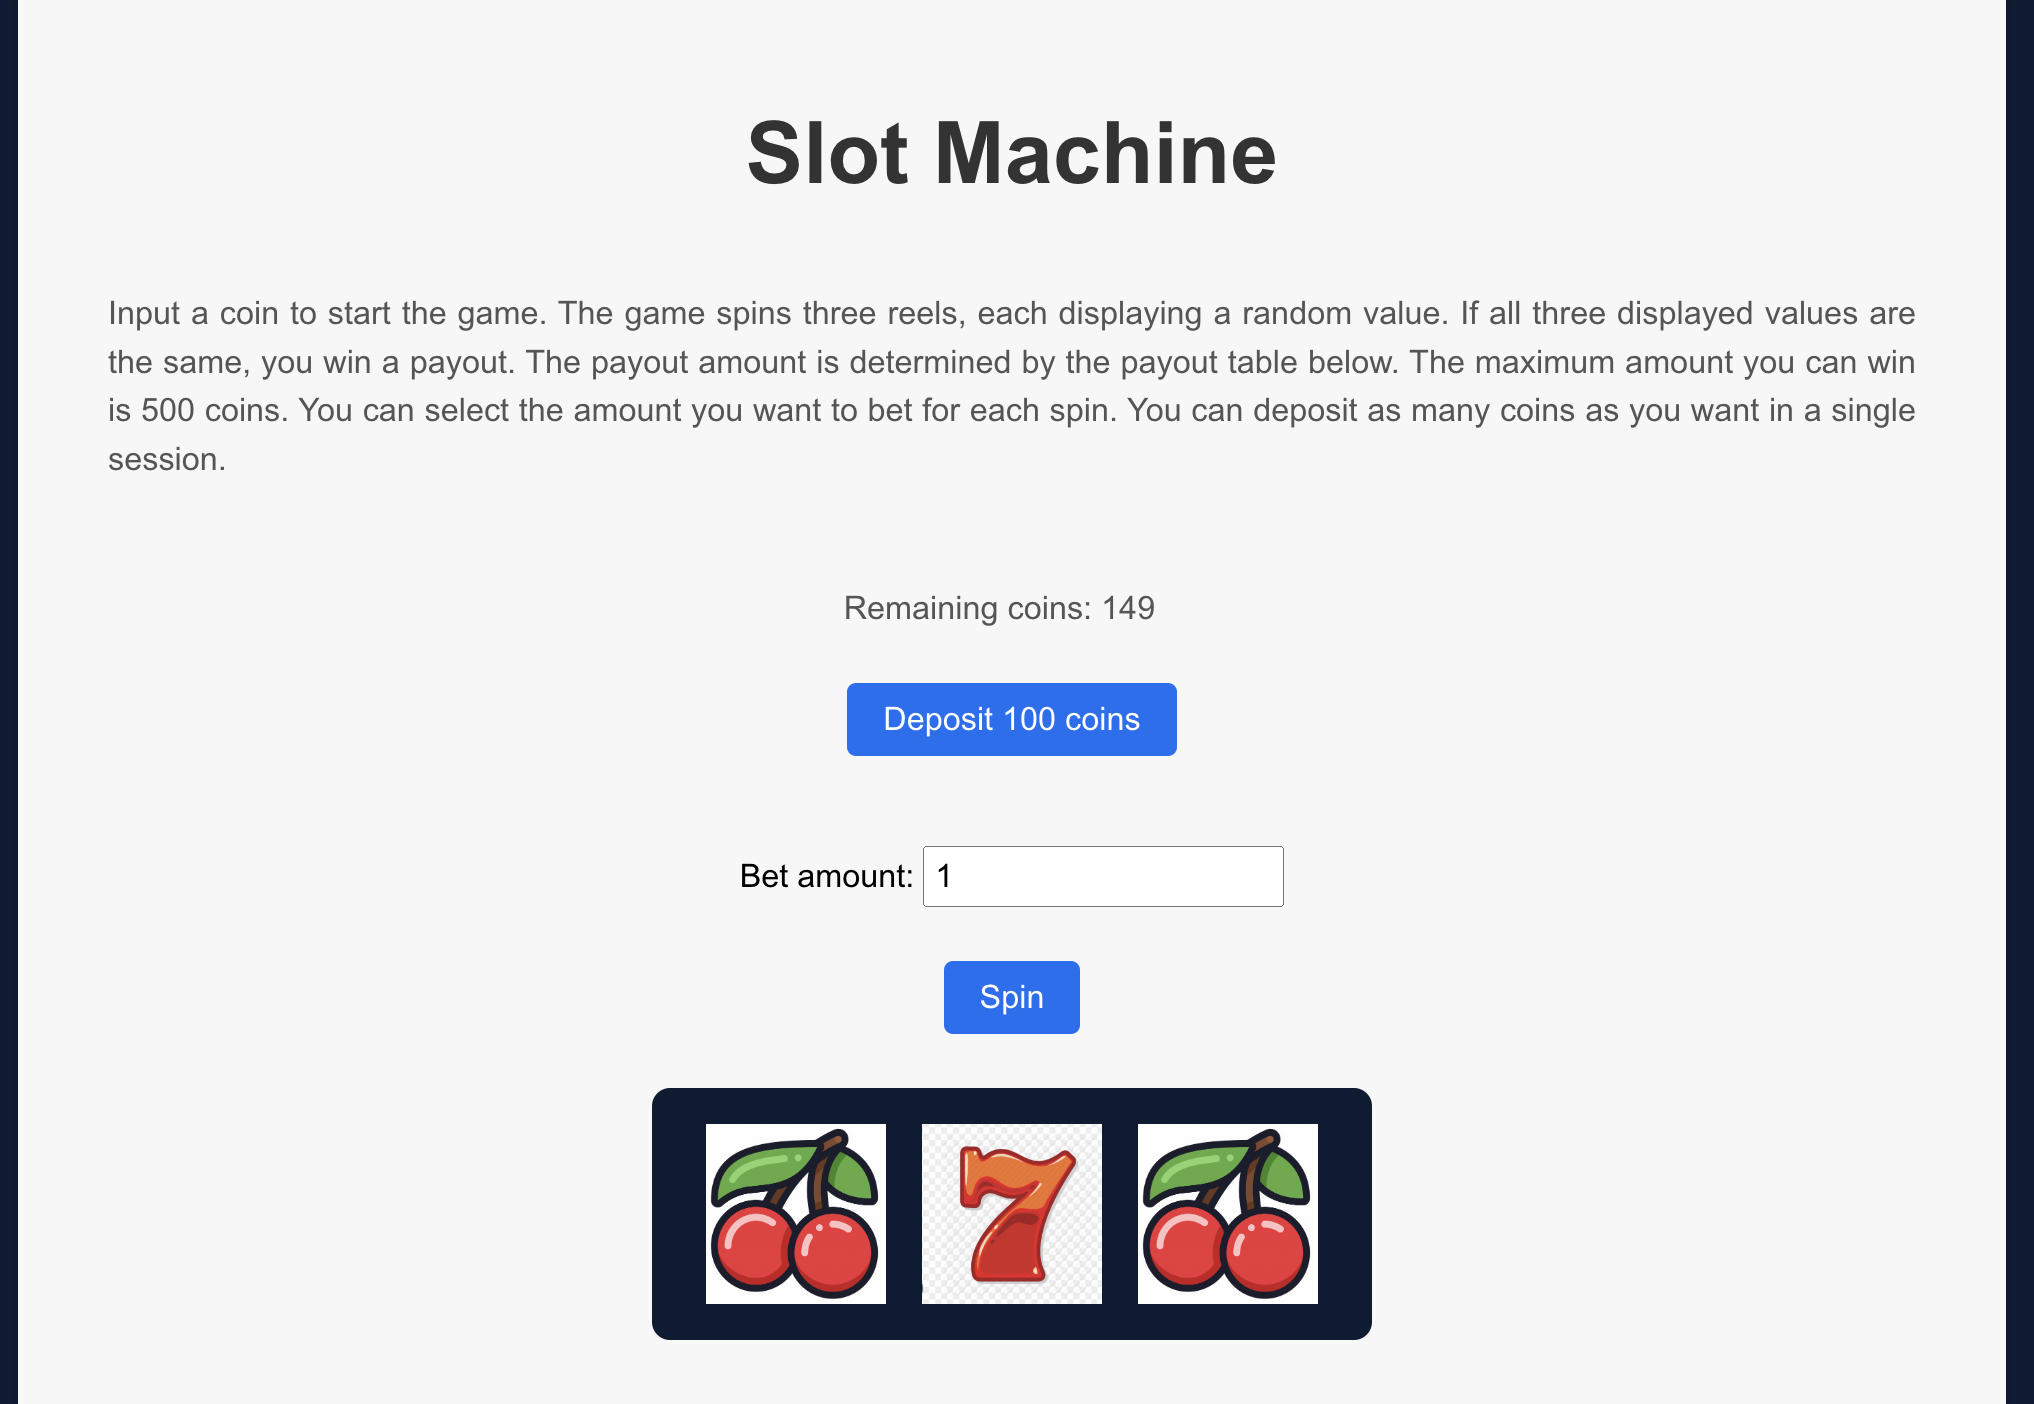 Slot Machine
Input a coin to start the game. The game spins three reels, each displaying a random value. If all three displayed values are
the same, you win a payout. The payout amount is determined by the payout table below. The maximum amount you can win
is 500 coins. You can select the amount you want to bet for each spin. You can deposit as many coins as you want in a single
session.
Remaining coins: 149
Deposit 100 coins
Bet amount: 1
Spin
7